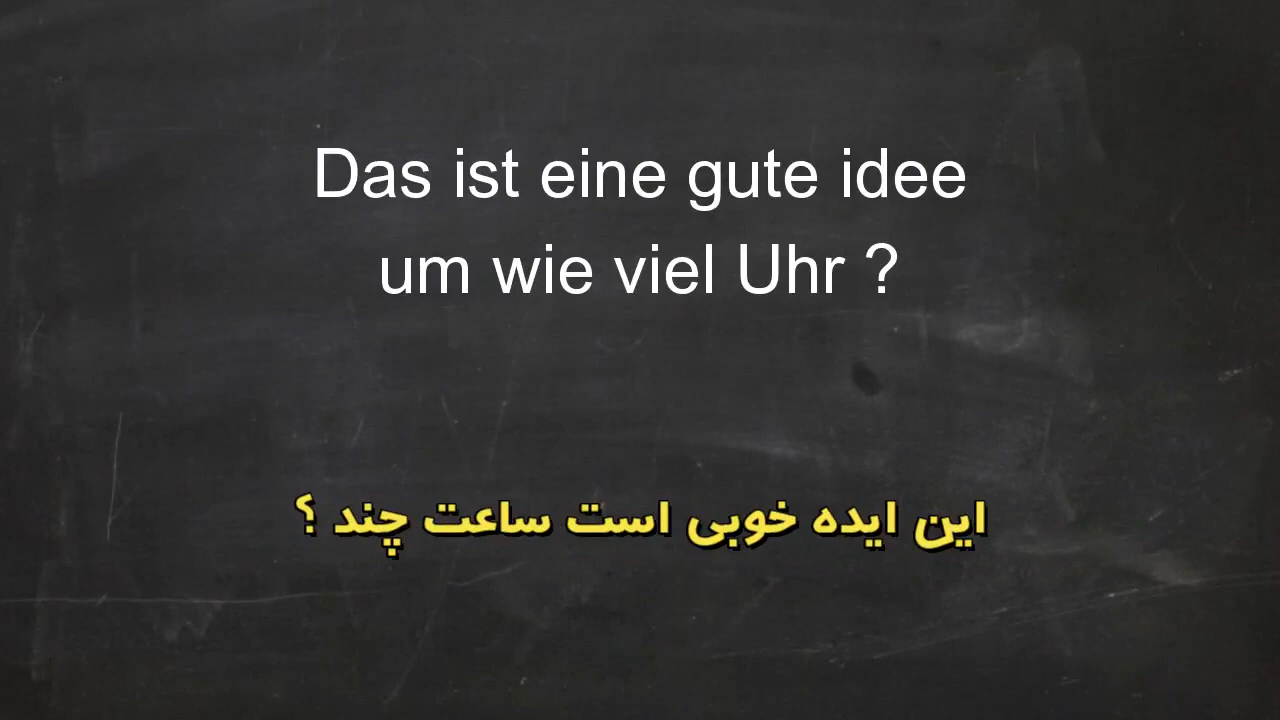 Das ist eine gute idee
um wie viel Uhr ?
این ایده خوبی است ساعت چند ؟